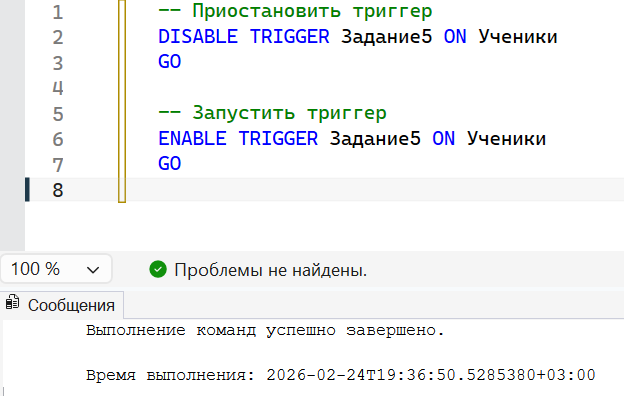 1 -- Приостановить триггер
2 DISABLE TRIGGER Задание5 ON Ученики
3 GO
4
5 -- Запустить триггер
6 ENABLE TRIGGER Задание5 ON Ученики
7 GO
8
100 %
Проблемы не найдены.
Сообщения
Выполнение команд успешно завершено.
Время выполнения: 2026-02-24T19:36:50.5285380+03:00